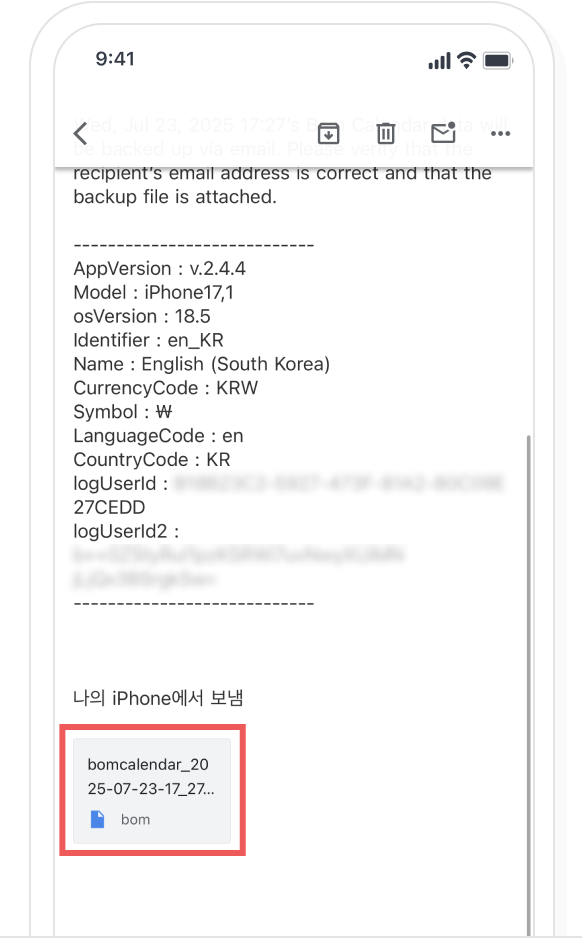 9:41
Wed, Jul 23, 2025 17:27's Bom Calendar data will
be backed up via email. Please verify that the
recipient's email address is correct and that the
backup file is attached.
----------------------------
AppVersion : v.2.4.4
Model : iPhone17,1
osVersion : 18.5
Identifier : en_KR
Name : English (South Korea)
CurrencyCode : KRW
Symbol : ₩
LanguageCode : en
CountryCode : KR
logUserId :
27CEDD
logUserId2 :
----------------------------
나의 iPhone에서 보냄
bomcalendar_20
25-07-23-17_27...
bom